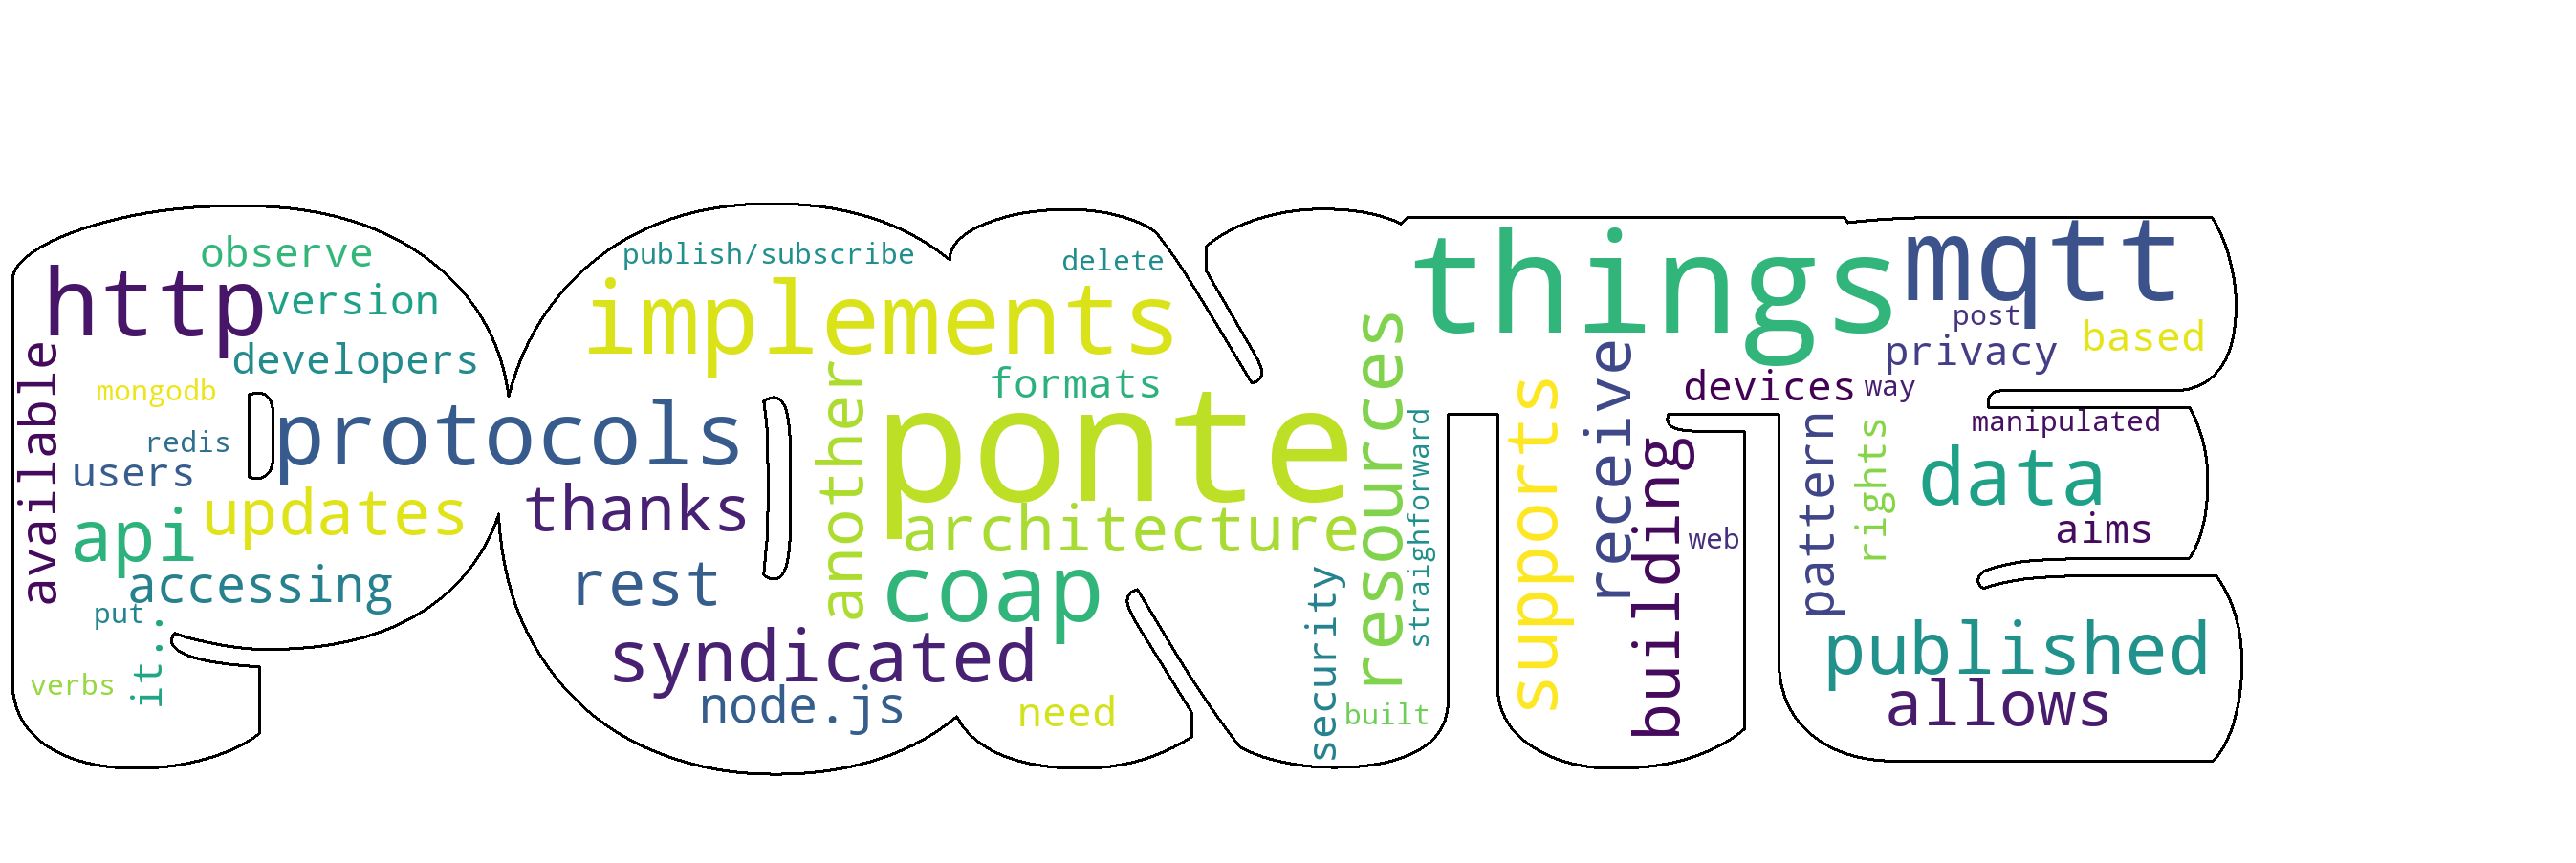 observe
http
version
developers
available
mongodb
redis
users
protocols
updates
api
accessing
put
it..
verbs
publish/subscribe
delete
implements
formats
another
ponte
thanks
architecture
rest
coap
syndicated
node.js
need
things
mqtt
post
based
privacy
resources
receive
devices
way
supports
straighforward
manipulated
pattern
rights
building
data
web
aims
security
built
published
allows